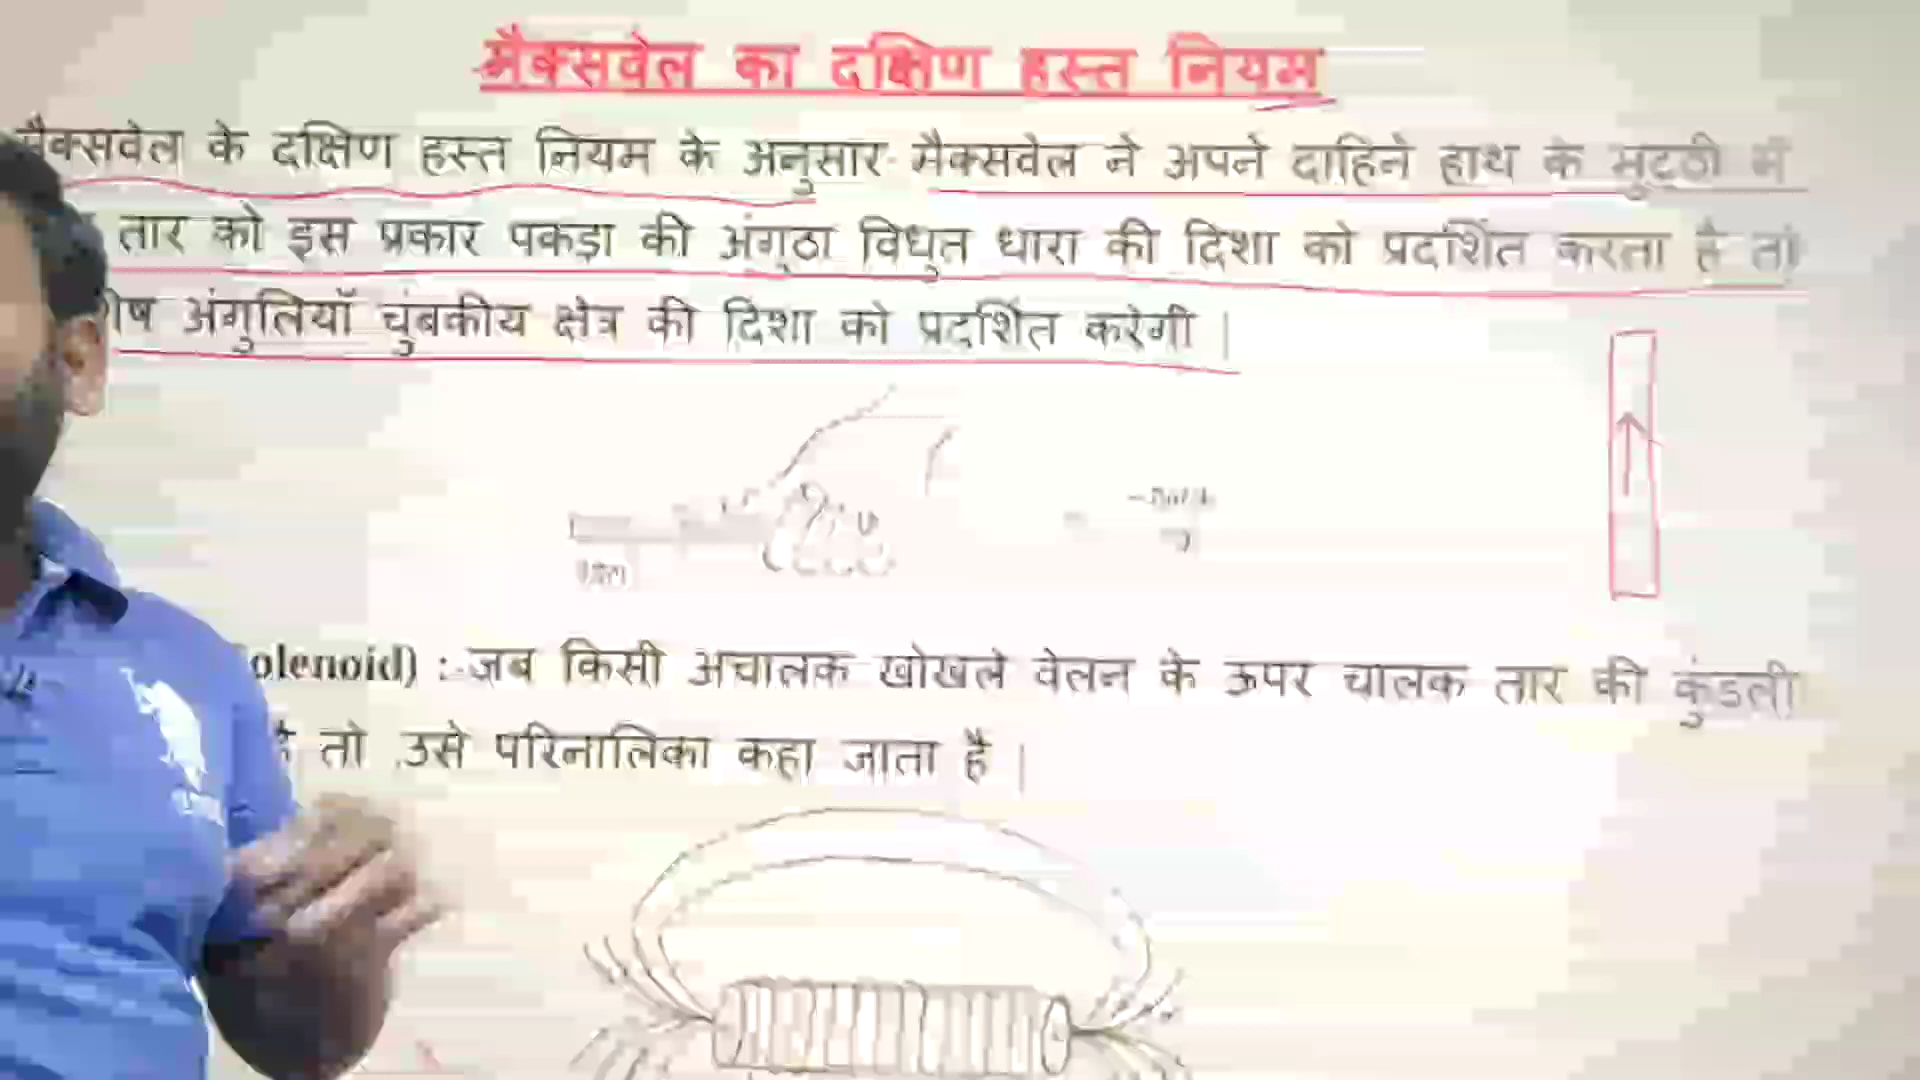 मैक्सवेल का दक्षिण हस्त नियम
मैक्सवेल के दक्षिण हस्त नियम के अनुसार- मैक्सवेल ने अपने दाहिने हाथ के मुट्ठी में
तार को इस प्रकार पकड़ा की अंगुठा विधुत धारा की दिशा को प्रदर्शित करता है तो
अंगुलियाँ चुंबकीय क्षेत्र की दिशा को प्रदर्शित करेगी |
olenoid) :-जब किसी अचालक खोखले वेलन के ऊपर चालक तार की कुंडली
तो उसे परिनालिका कहा जाता है |